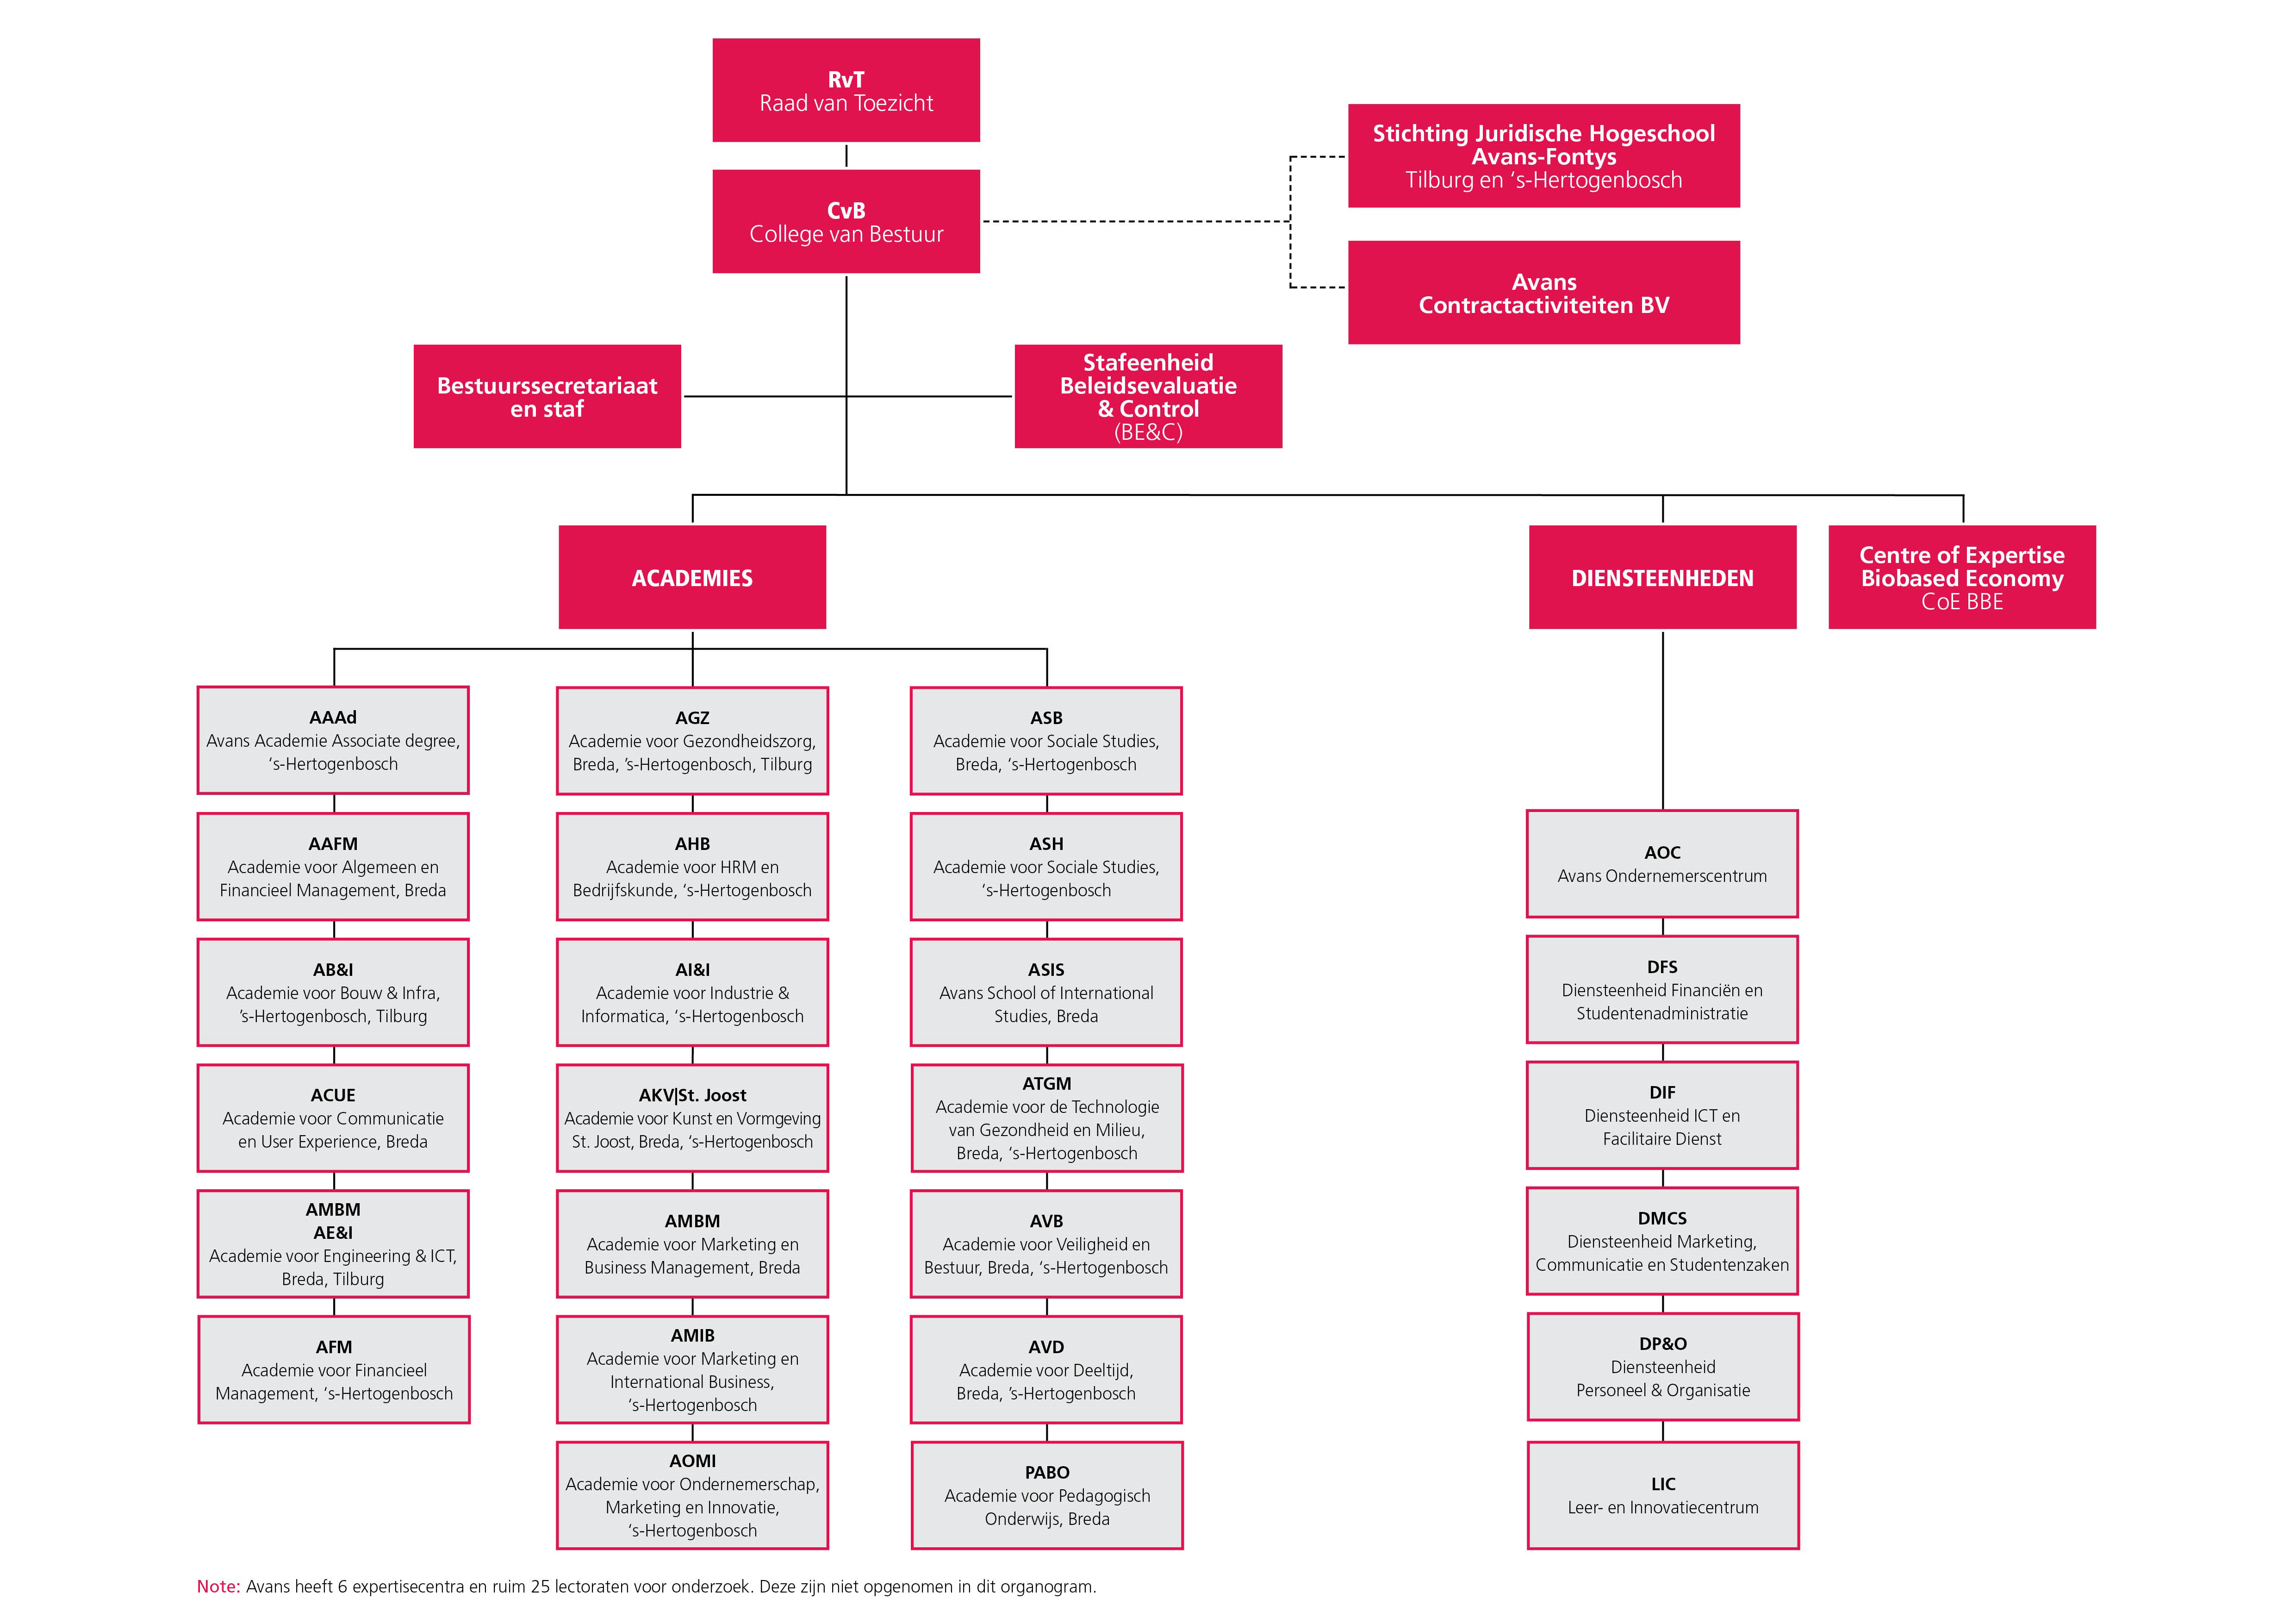 RvT
Raad van Toezicht
Stichting Juridische Hogeschool
Avans-Fontys
Tilburg en ‘s-Hertogenbosch
CvB
College van Bestuur
Avans
Contractactiviteiten BV
Bestuurssecretariaat
en staf
Stafeenheid
Beleidsevaluatie
& Control
(BE&C)
ACADEMIES
DIENSTEENHEDEN
Centre of Expertise
Biobased Economy
CoE BBE
AAAd
Avans Academie Associate degree,
‘s-Hertogenbosch
AAFM
Academie voor Algemeen en
Financieel Management, Breda
AB&I
Academie voor Bouw & Infra,
’s-Hertogenbosch, Tilburg
ACUE
Academie voor Communicatie
en User Experience, Breda
AMBM
AE&I
Academie voor Engineering & ICT,
Breda, Tilburg
AFM
Academie voor Financieel
Management, ‘s-Hertogenbosch
AGZ
Academie voor Gezondheidszorg,
Breda, ’s-Hertogenbosch, Tilburg
AHB
Academie voor HRM en
Bedrijfskunde, ‘s-Hertogenbosch
AI&I
Academie voor Industrie &
Informatica, ‘s-Hertogenbosch
AKV|St. Joost
Academie voor Kunst en Vormgeving
St. Joost, Breda, ‘s-Hertogenbosch
AMBM
Academie voor Marketing en
Business Management, Breda
AMIB
Academie voor Marketing en
International Business,
‘s-Hertogenbosch
AOMI
Academie voor Ondernemerschap,
Marketing en Innovatie,
‘s-Hertogenbosch
ASB
Academie voor Sociale Studies,
Breda, ‘s-Hertogenbosch
ASH
Academie voor Sociale Studies,
‘s-Hertogenbosch
ASIS
Avans School of International
Studies, Breda
ATGM
Academie voor de Technologie
van Gezondheid en Milieu,
Breda, ‘s-Hertogenbosch
AVB
Academie voor Veiligheid en
Bestuur, Breda, ‘s-Hertogenbosch
AVD
Academie voor Deeltijd,
Breda, ’s-Hertogenbosch
PABO
Academie voor Pedagogisch
Onderwijs, Breda
AOC
Avans Ondernemerscentrum
DFS
Diensteenheid Financiën en
Studentenadministratie
DIF
Diensteenheid ICT en
Facilitaire Dienst
DMCS
Diensteenheid Marketing,
Communicatie en Studentenzaken
DP&O
Diensteenheid
Personeel & Organisatie
LIC
Leer- en Innovatiecentrum
Note: Avans heeft 6 expertisecentra en ruim 25 lectoraten voor onderzoek. Deze zijn niet opgenomen in dit organogram.